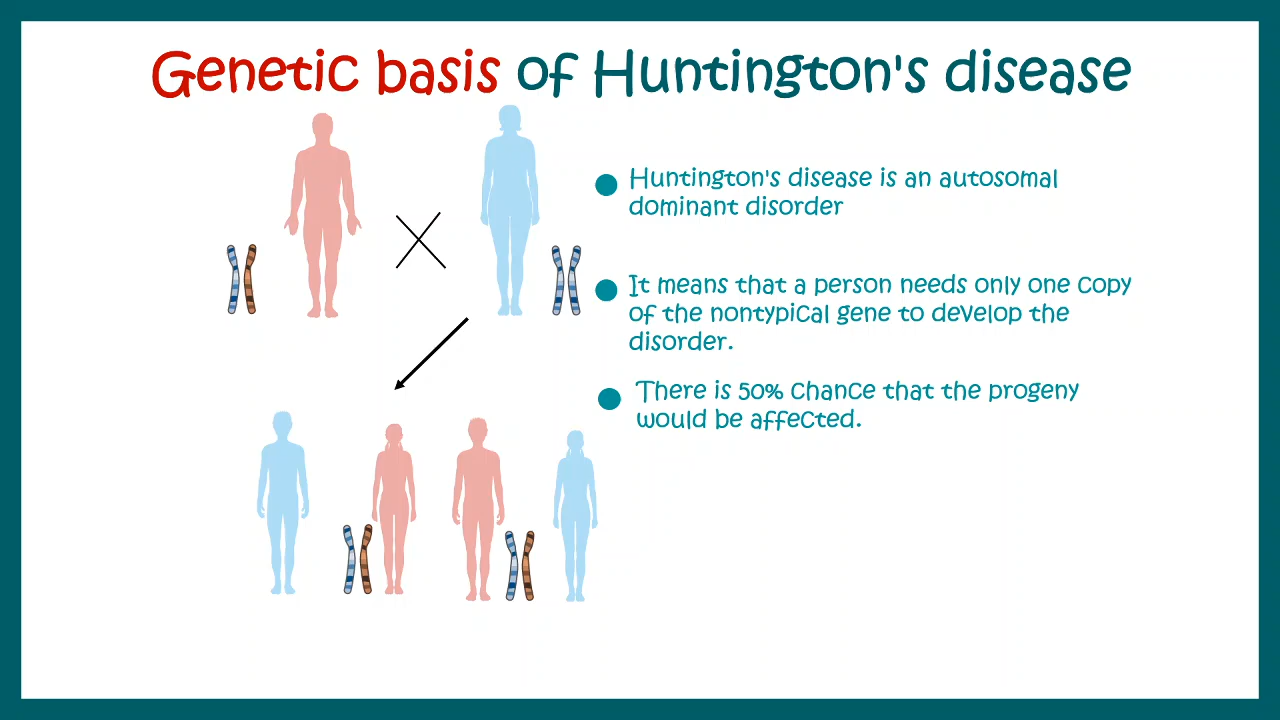 Genetic basis of Huntington's disease
Huntington's disease is an autosomal
dominant disorder
It means that a person needs only one copy
of the nontypical gene to develop the
disorder.
There is 50% chance that the progeny
would be affected.